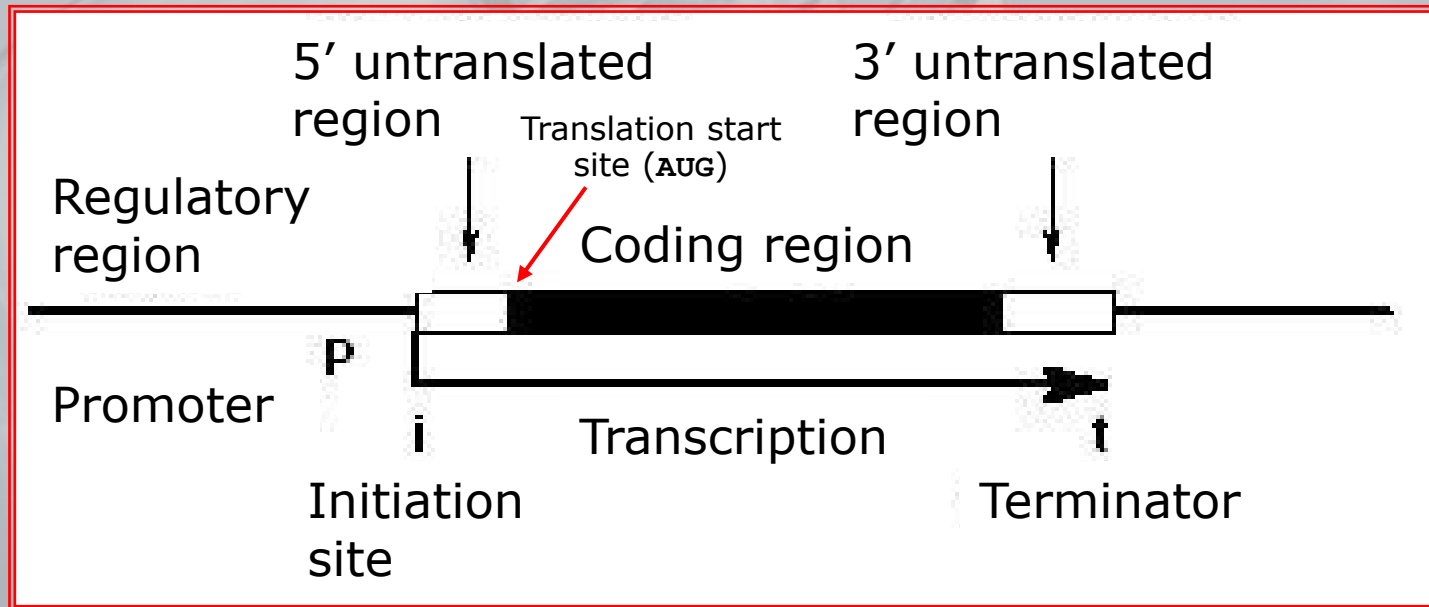 5’ untranslated
region
3’ untranslated
region
Translation start
site (AUG)
Regulatory
region
Coding region
P
Promoter
i
Transcription
t
Initiation
site
Terminator